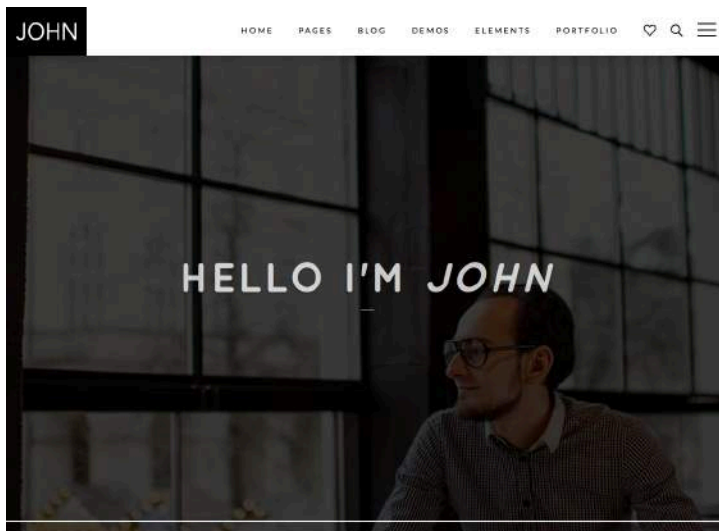 JOHN
HOME PAGES BLOG DEMOS ELEMENTS PORTFOLIO
HELLO I'M JOHN